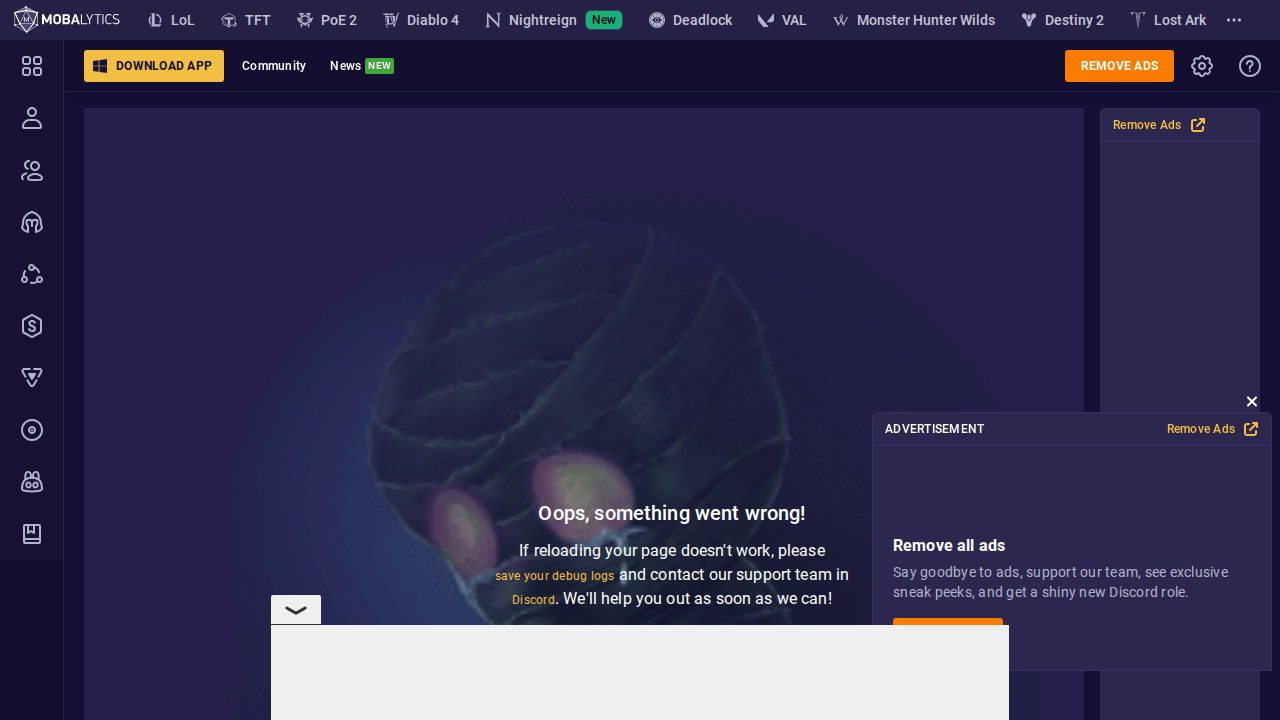 MOBALYTICS
LoL
TFT
PoE 2
Diablo 4
Nightreign New
Deadlock
VAL
Monster Hunter Wilds
Destiny 2
Lost Ark
DOWNLOAD APP
Community
News NEW
REMOVE ADS
Remove Ads
ADVERTISEMENT
Remove Ads
Oops, something went wrong!
If reloading your page doesn't work, please
save your debug logs and contact our support team in
Discord. We'll help you out as soon as we can!
Remove all ads
Say goodbye to ads, support our team, see exclusive
sneak peeks, and get a shiny new Discord role.